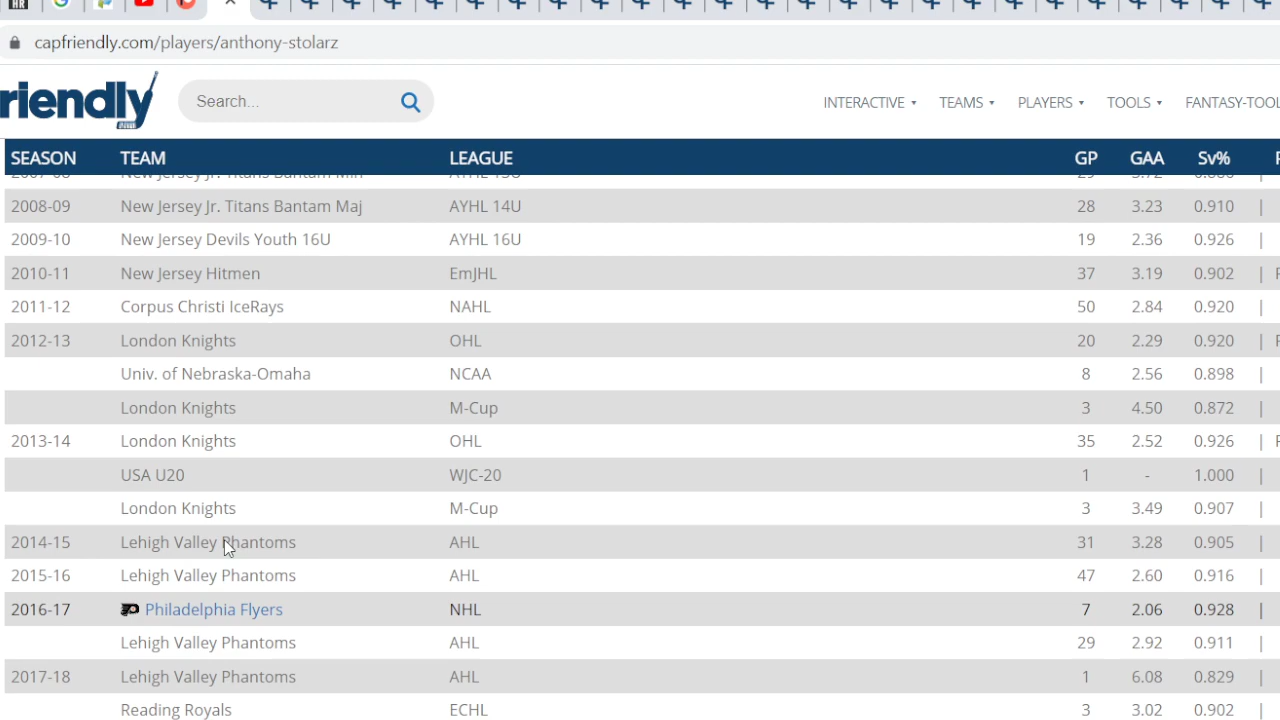 HR
capfriendly.com/players/anthony-stolarz
riendly Search... INTERACTIVE TEAMS PLAYERS TOOLS FANTASY-TOOL
SEASON TEAM LEAGUE GP GAA Sv%
2008-09 New Jersey Jr. Titans Bantam Maj AYHL 14U 28 3.23 0.910 |
2009-10 New Jersey Devils Youth 16U AYHL 16U 19 2.36 0.926 |
2010-11 New Jersey Hitmen EmJHL 37 3.19 0.902 |
2011-12 Corpus Christi IceRays NAHL 50 2.84 0.920 |
2012-13 London Knights OHL 20 2.29 0.920 |
Univ. of Nebraska-Omaha NCAA 8 2.56 0.898 |
London Knights M-Cup 3 4.50 0.872 |
2013-14 London Knights OHL 35 2.52 0.926 |
USA U20 WJC-20 1 - 1.000 |
London Knights M-Cup 3 3.49 0.907 |
2014-15 Lehigh Valley Phantoms AHL 31 3.28 0.905 |
2015-16 Lehigh Valley Phantoms AHL 47 2.60 0.916 |
2016-17 Philadelphia Flyers NHL 7 2.06 0.928 |
Lehigh Valley Phantoms AHL 29 2.92 0.911 |
2017-18 Lehigh Valley Phantoms AHL 1 6.08 0.829 |
Reading Royals ECHL 3 3.02 0.902 |